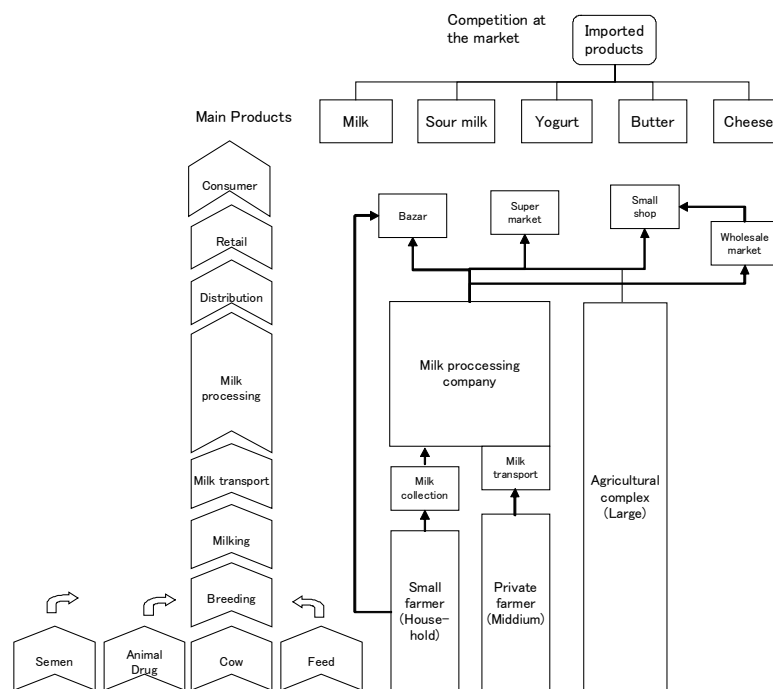 Competition at
the market
Imported
products
Main Products
Milk
Sour milk
Yogurt
Butter
Cheese
Consumer
Retail
Distribution
Milk
processing
Milk transport
Milking
Breeding
Semen
Animal
Drug
Cow
Feed
Bazar
Super
market
Small
shop
Wholesale
market
Milk proccessing
company
Milk
collection
Milk
transport
Small
farmer
(House-
hold)
Private
farmer
(Middium)
Agricultural
complex
(Large)